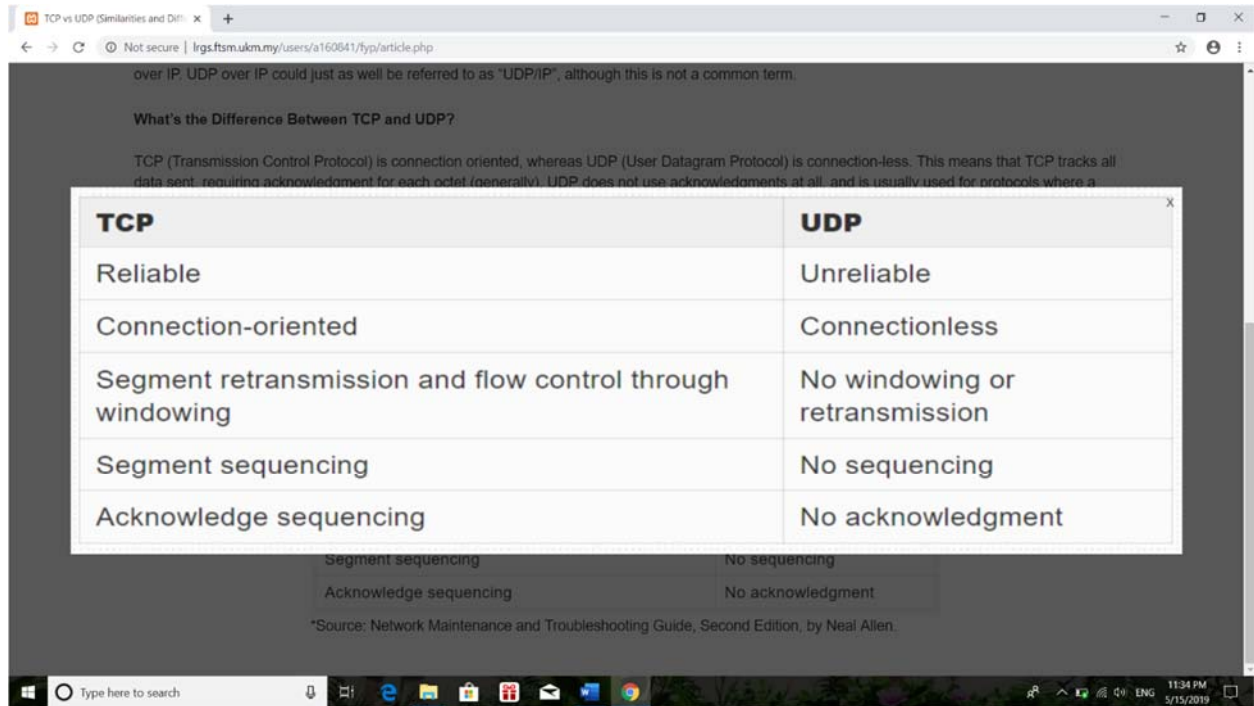 TCP vs UDP (Similarities and Diff
Not secure | lrgs.ftsm.ukm.my/users/a160841/fyp/article.php
over IP. UDP over IP could just as well be referred to as "UDP/IP", although this is not a common term.
What's the Difference Between TCP and UDP?
TCP (Transmission Control Protocol) is connection oriented, whereas UDP (User Datagram Protocol) is connection-less. This means that TCP tracks all
data sent, requiring acknowledgment for each octet (generally). UDP does not use acknowledgments at all, and is usually used for protocols where a
X
TCP UDP
Reliable Unreliable
Connection-oriented Connectionless
Segment retransmission and flow control through No windowing or
windowing retransmission
Segment sequencing No sequencing
Acknowledge sequencing No acknowledgment
Segment sequencing No sequencing
Acknowledge sequencing No acknowledgment
*Source: Network Maintenance and Troubleshooting Guide, Second Edition, by Neal Allen.
Type here to search
ENG
11:34 PM
5/15/2019